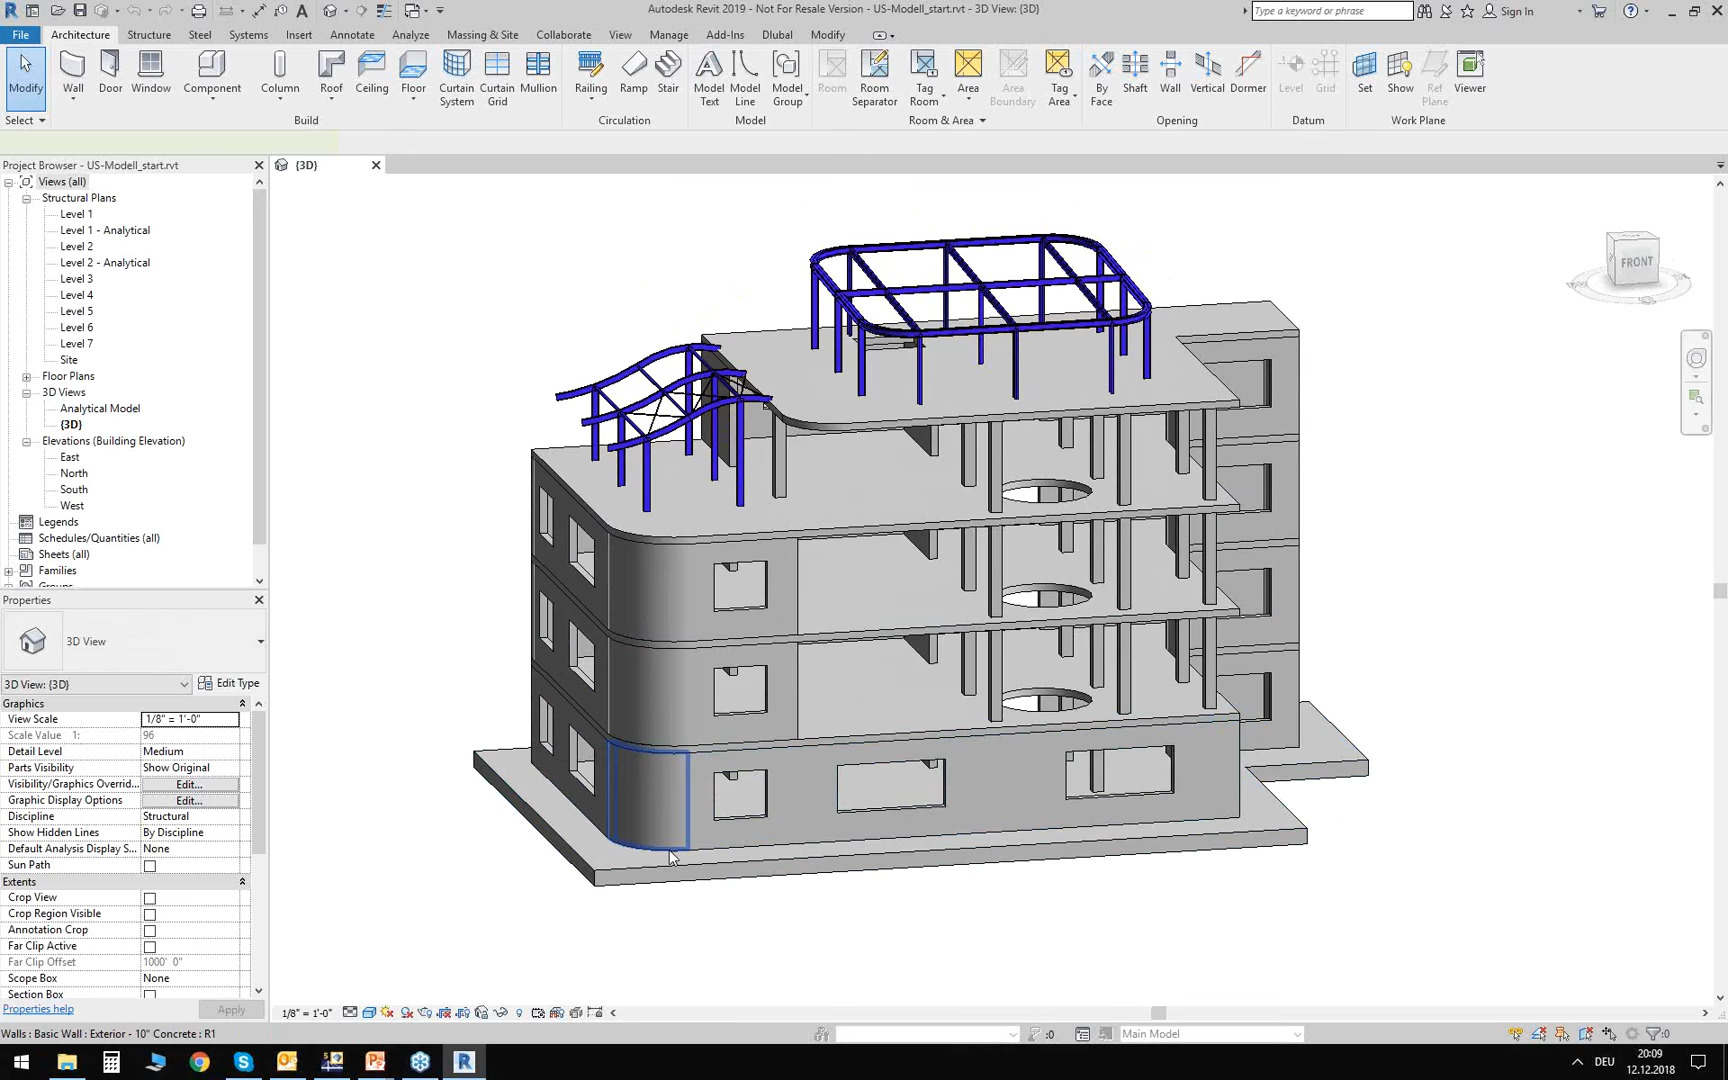 Autodesk Revit 2019 - Not For Resale Version - US-Modell_start.rvt - 3D View: {3D}
Type a keyword or phrase
Sign In
File Architecture Structure Steel Systems Insert Annotate Analyze Massing & Site Collaborate View Manage Add-Ins Dlubal Modify
Modify Wall Door Window Component Column Roof Ceiling Floor Curtain System Curtain Grid Mullion Railing Ramp Stair Model Text Model Line Model Group Room Room Separator Tag Room Area Area Boundary Tag Area By Face Shaft Wall Vertical Dormer Level Grid Set Show Ref Plane Viewer
Select Build Circulation Model Room & Area Opening Datum Work Plane
Project Browser - US-Modell_start.rvt
{3D}
Views (all)
Structural Plans
Level 1
Level 1 - Analytical
Level 2
Level 2 - Analytical
Level 3
Level 4
Level 5
Level 6
Level 7
Site
Floor Plans
3D Views
Analytical Model
{3D}
Elevations (Building Elevation)
East
North
South
West
Legends
Schedules/Quantities (all)
Sheets (all)
Families
Groups
FRONT
Properties
3D View
3D View: {3D} Edit Type
Graphics
View Scale 1/8" = 1'-0"
Scale Value 1: 96
Detail Level Medium
Parts Visibility Show Original
Visibility/Graphics Overrid... Edit...
Graphic Display Options Edit...
Discipline Structural
Show Hidden Lines By Discipline
Default Analysis Display S... None
Sun Path
Extents
Crop View
Crop Region Visible
Annotation Crop
Far Clip Active
Far Clip Offset 1000' 0"
Scope Box None
Section Box
Properties help Apply
1/8" = 1'-0"
Walls : Basic Wall : Exterior - 10" Concrete : R1
:0
Main Model
:0
DEU
20:09
12.12.2018